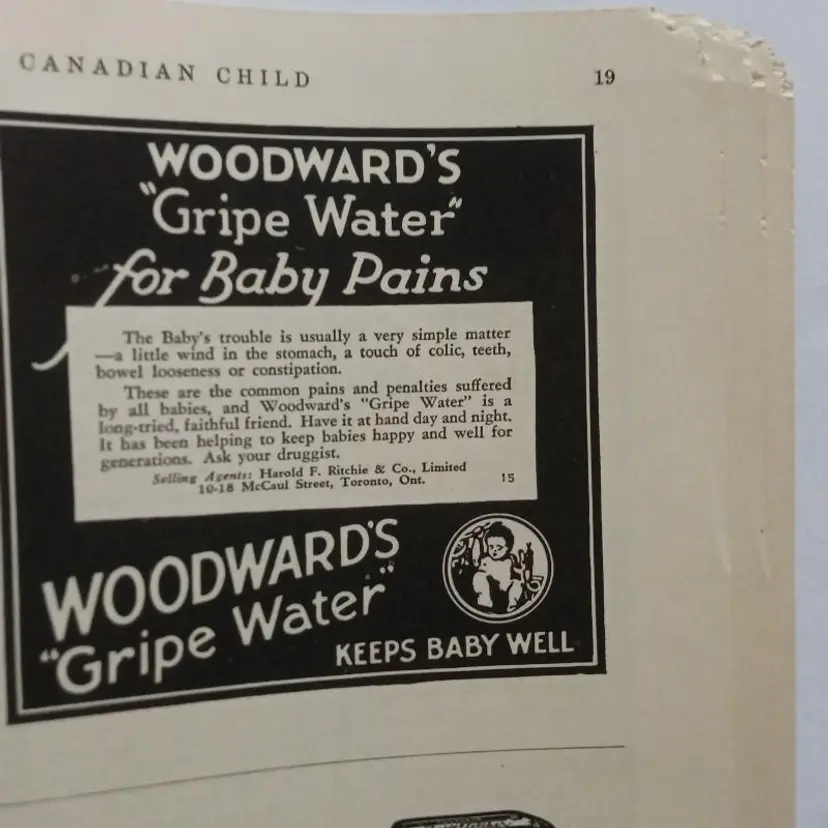 CANADIAN CHILD 19
WOODWARD'S
"Gripe Water"
for Baby Pains
The Baby's trouble is usually a very simple matter
—a little wind in the stomach, a touch of colic, teeth,
bowel looseness or constipation.
These are the common pains and penalties suffered
by all babies, and Woodward's "Gripe Water" is a
long-tried, faithful friend. Have it at hand day and night.
It has been helping to keep babies happy and well for
generations. Ask your druggist.
Selling Agents: Harold F. Ritchie & Co., Limited
10-18 McCaul Street, Toronto, Ont. 15
WOODWARD'S
"Gripe Water"
KEEPS BABY WELL